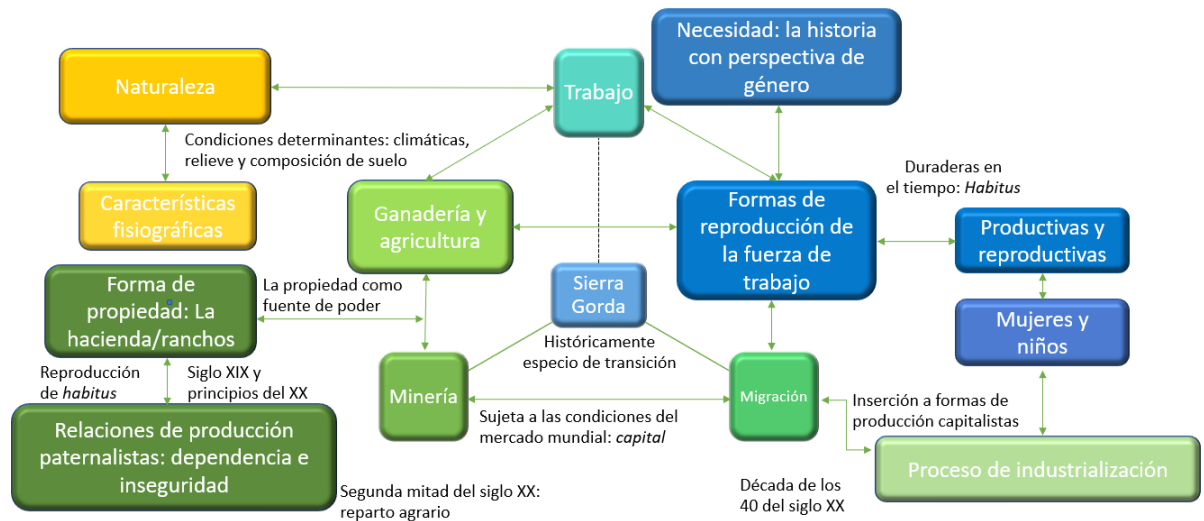 Necesidad: la historia
con perspectiva de
género
Naturaleza
Trabajo
Condiciones determinantes: climáticas,
relieve y composición de suelo
Duraderas en
el tiempo: Habitus
Características
fisiográficas
Ganadería y
agricultura
Formas de
reproducción de
la fuerza de
trabajo
Productivas y
reproductivas
Forma de
propiedad: La
hacienda/ranchos
La propiedad como
fuente de poder
Sierra
Gorda
Mujeres y
niños
Históricamente
especio de transición
Reproducción
de habitus
Siglo XIX y
principios del XX
Minería
Migración
Sujeta a las condiciones del
mercado mundial: capital
Inserción a formas de
producción capitalistas
Relaciones de producción
paternalistas: dependencia e
inseguridad
Proceso de industrialización
Segunda mitad del siglo XX:
reparto agrario
Década de los
40 del siglo XX